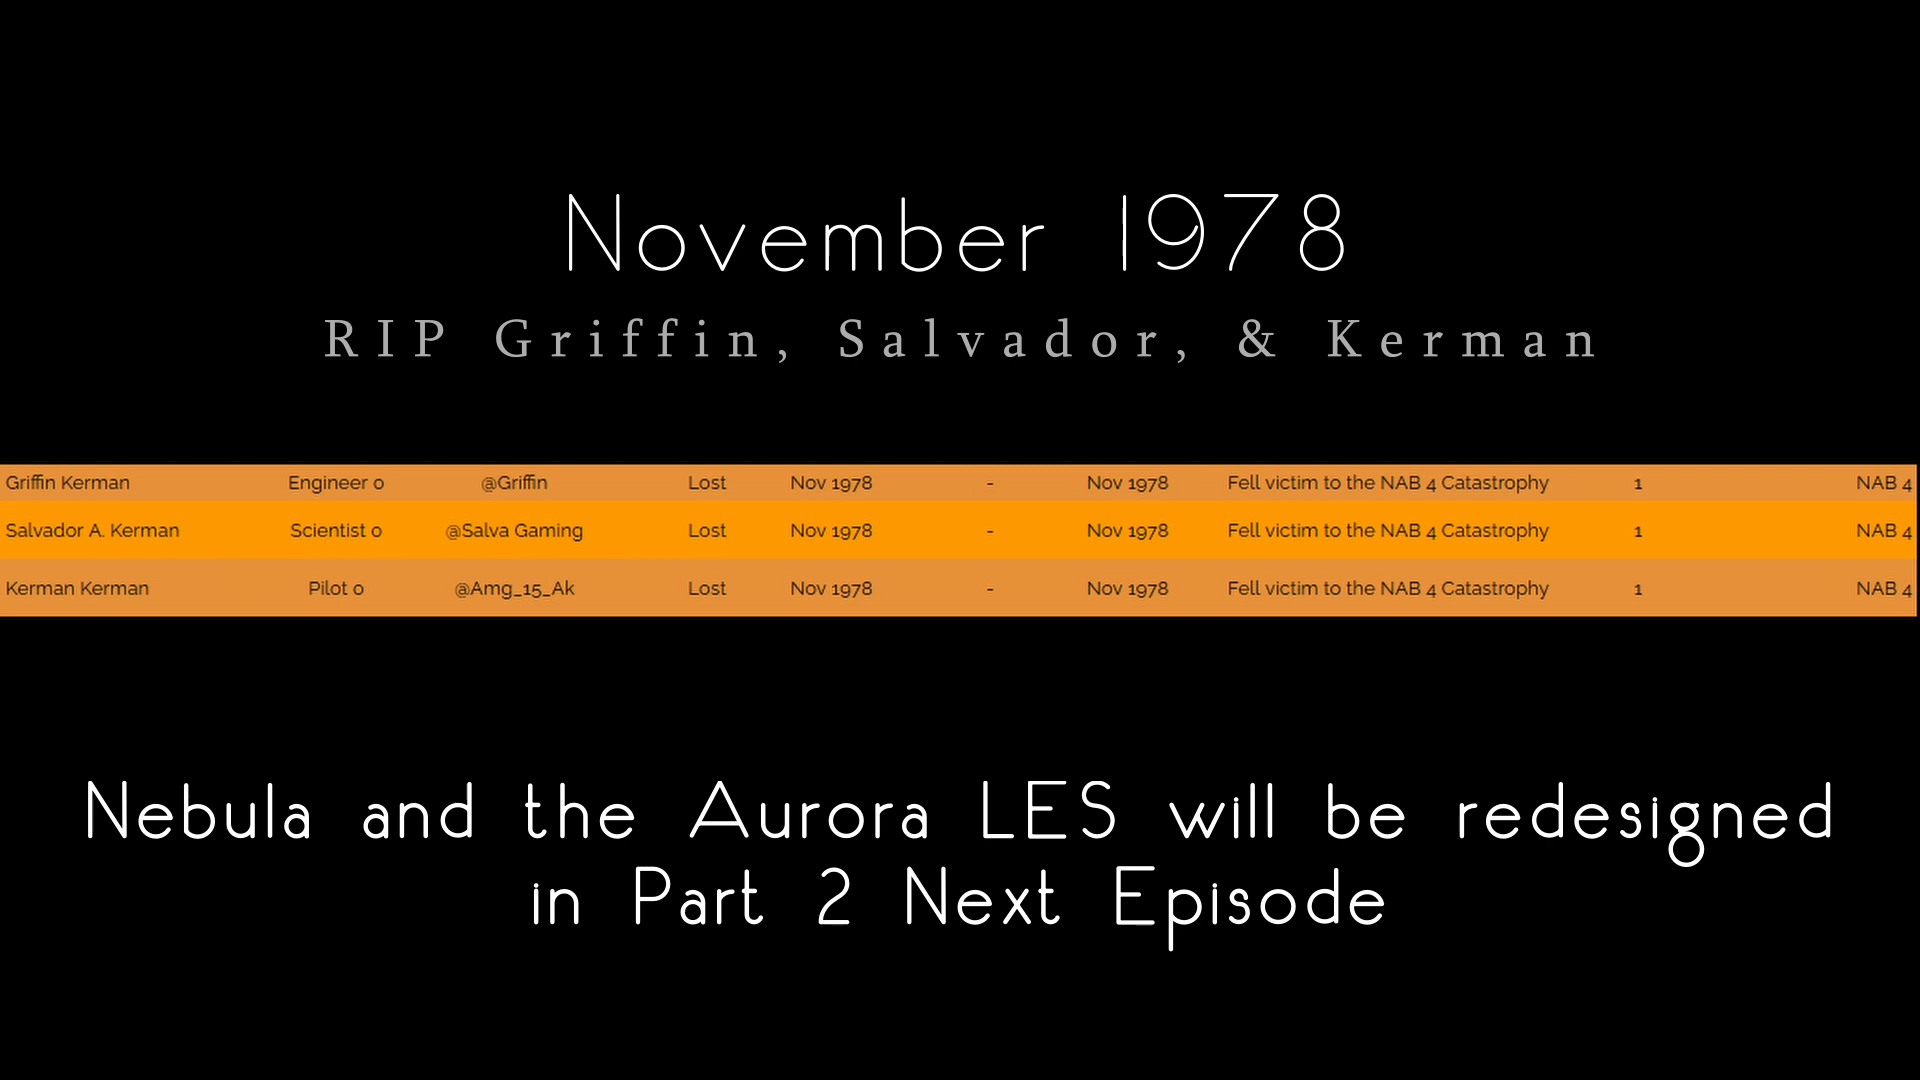 November 1978
RIP Griffin, Salvador, & Kerman
Griffin Kerman Engineer 0 @Griffin Lost Nov 1978 - Nov 1978 Fell victim to the NAB 4 Catastrophy 1 NAB 4
Salvador A. Kerman Scientist 0 @Salva Gaming Lost Nov 1978 - Nov 1978 Fell victim to the NAB 4 Catastrophy 1 NAB 4
Kerman Kerman Pilot 0 @Amg_15_Ak Lost Nov 1978 - Nov 1978 Fell victim to the NAB 4 Catastrophy 1 NAB 4
Nebula and the Aurora LES will be redesigned
in Part 2 Next Episode